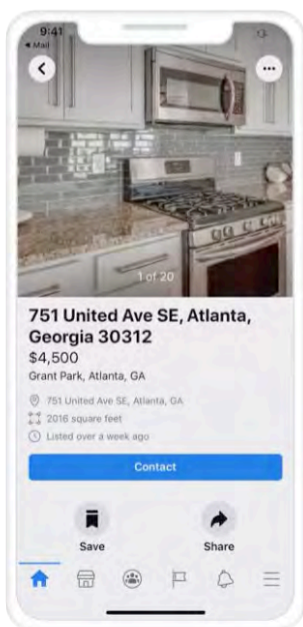 9:41
Mail
1 of 20
751 United Ave SE, Atlanta,
Georgia 30312
$4,500
Grant Park, Atlanta, GA
751 United Ave SE, Atlanta, GA
2016 square feet
Listed over a week ago
Contact
Save
Share